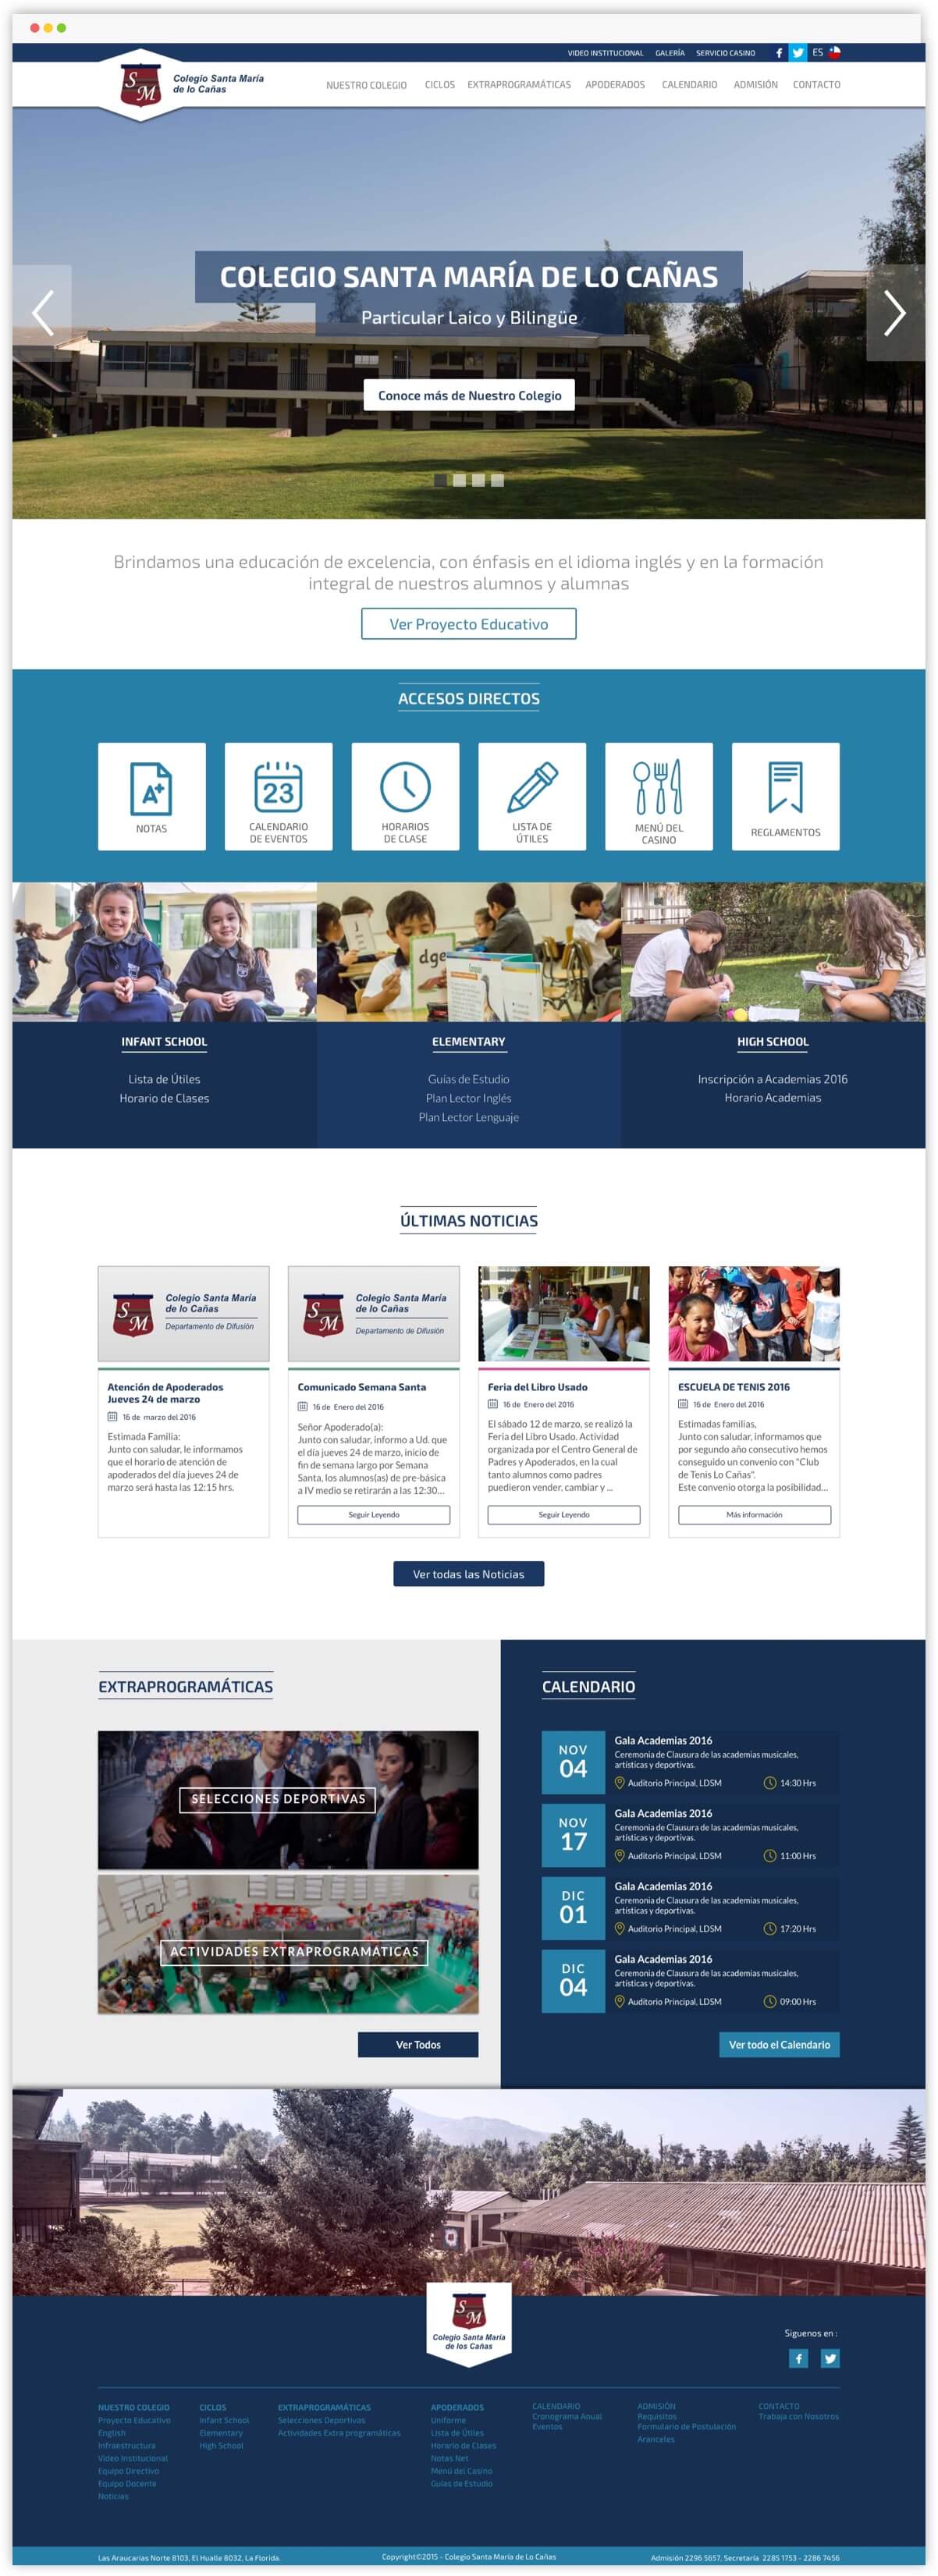 VIDEO INSTITUCIONAL GALERÍA SERVICIO CASINO ES
S
M
Colegio Santa María
de lo Cañas
NUESTRO COLEGIO CICLOS EXTRAPROGRAMÁTICAS APODERADOS CALENDARIO ADMISIÓN CONTACTO
COLEGIO SANTA MARÍA DE LO CAÑAS
Particular Laico y Bilingüe
Conoce más de Nuestro Colegio
Brindamos una educación de excelencia, con énfasis en el idioma inglés y en la formación
integral de nuestros alumnos y alumnas
Ver Proyecto Educativo
ACCESOS DIRECTOS
A+
NOTAS
23
CALENDARIO
DE EVENTOS
HORARIOS
DE CLASE
LISTA DE
ÚTILES
MENÚ DEL
CASINO
REGLAMENTOS
dge
INFANT SCHOOL
Lista de Útiles
Horario de Clases
ELEMENTARY
Guías de Estudio
Plan Lector Inglés
Plan Lector Lenguaje
HIGH SCHOOL
Inscripción a Academias 2016
Horario Academias
ÚLTIMAS NOTICIAS
S
M
Colegio Santa María
de lo Cañas
Departamento de Difusión
Atención de Apoderados
Jueves 24 de marzo
16 de marzo del 2016
Estimada Familia:
Junto con saludar, le informamos
que el horario de atención de
apoderados del día jueves 24 de
marzo será hasta las 12:15 hrs.
S
M
Colegio Santa María
de lo Cañas
Departamento de Difusión
Comunicado Semana Santa
16 de Enero del 2016
Señor Apoderado(a):
Junto con saludar, informo a Ud. que
el día jueves 24 de marzo, inicio de
fin de semana largo por Semana
Santa, los alumnos(as) de pre-básica
a IV medio se retirarán a las 12:30...
Seguir Leyendo
Feria del Libro Usado
16 de Enero del 2016
El sábado 12 de marzo, se realizó la
Feria del Libro Usado. Actividad
organizada por el Centro General de
Padres y Apoderados, en la cual
tanto alumnos como padres
puedieron vender, cambiar y ...
Seguir Leyendo
ESCUELA DE TENIS 2016
16 de Enero del 2016
Estimadas familias,
Junto con saludar, informamos que
por segundo año consecutivo hemos
conseguido un convenio con "Club
de Tenis Lo Cañas".
Este convenio otorga la posibilidad...
Más información
Ver todas las Noticias
EXTRAPROGRAMÁTICAS
SELECCIONES DEPORTIVAS
ACTIVIDADES EXTRAPROGRAMÁTICAS
Ver Todos
CALENDARIO
NOV
04
Gala Academias 2016
Ceremonia de Clausura de las academias musicales,
artísticas y deportivas.
Auditorio Principal, LDSM 14:30 Hrs
NOV
17
Gala Academias 2016
Ceremonia de Clausura de las academias musicales,
artísticas y deportivas.
Auditorio Principal, LDSM 11:00 Hrs
DIC
01
Gala Academias 2016
Ceremonia de Clausura de las academias musicales,
artísticas y deportivas.
Auditorio Principal, LDSM 17:20 Hrs
DIC
04
Gala Academias 2016
Ceremonia de Clausura de las academias musicales,
artísticas y deportivas.
Auditorio Principal, LDSM 09:00 Hrs
Ver todo el Calendario
S
M
Colegio Santa María
de los Cañas
Siguenos en :
NUESTRO COLEGIO
Proyecto Educativo
English
Infraestructura
Video Institucional
Equipo Directivo
Equipo Docente
Noticias
CICLOS
Infant School
Elementary
High School
EXTRAPROGRAMÁTICAS
Selecciones Deportivas
Actividades Extra programáticas
APODERADOS
Uniforme
Lista de Útiles
Horario de Clases
Notas Net
Menú del Casino
Guías de Estudio
CALENDARIO
Cronograma Anual
Eventos
ADMISIÓN
Requisitos
Formulario de Postulación
Aranceles
CONTACTO
Trabaja con Nosotros
Las Araucarias Norte 8103, El Hualle 8032, La Florida.
Copyright©2015 - Colegio Santa María de Lo Cañas
Admisión 2296 5657, Secretaría 2285 1753 - 2286 7456